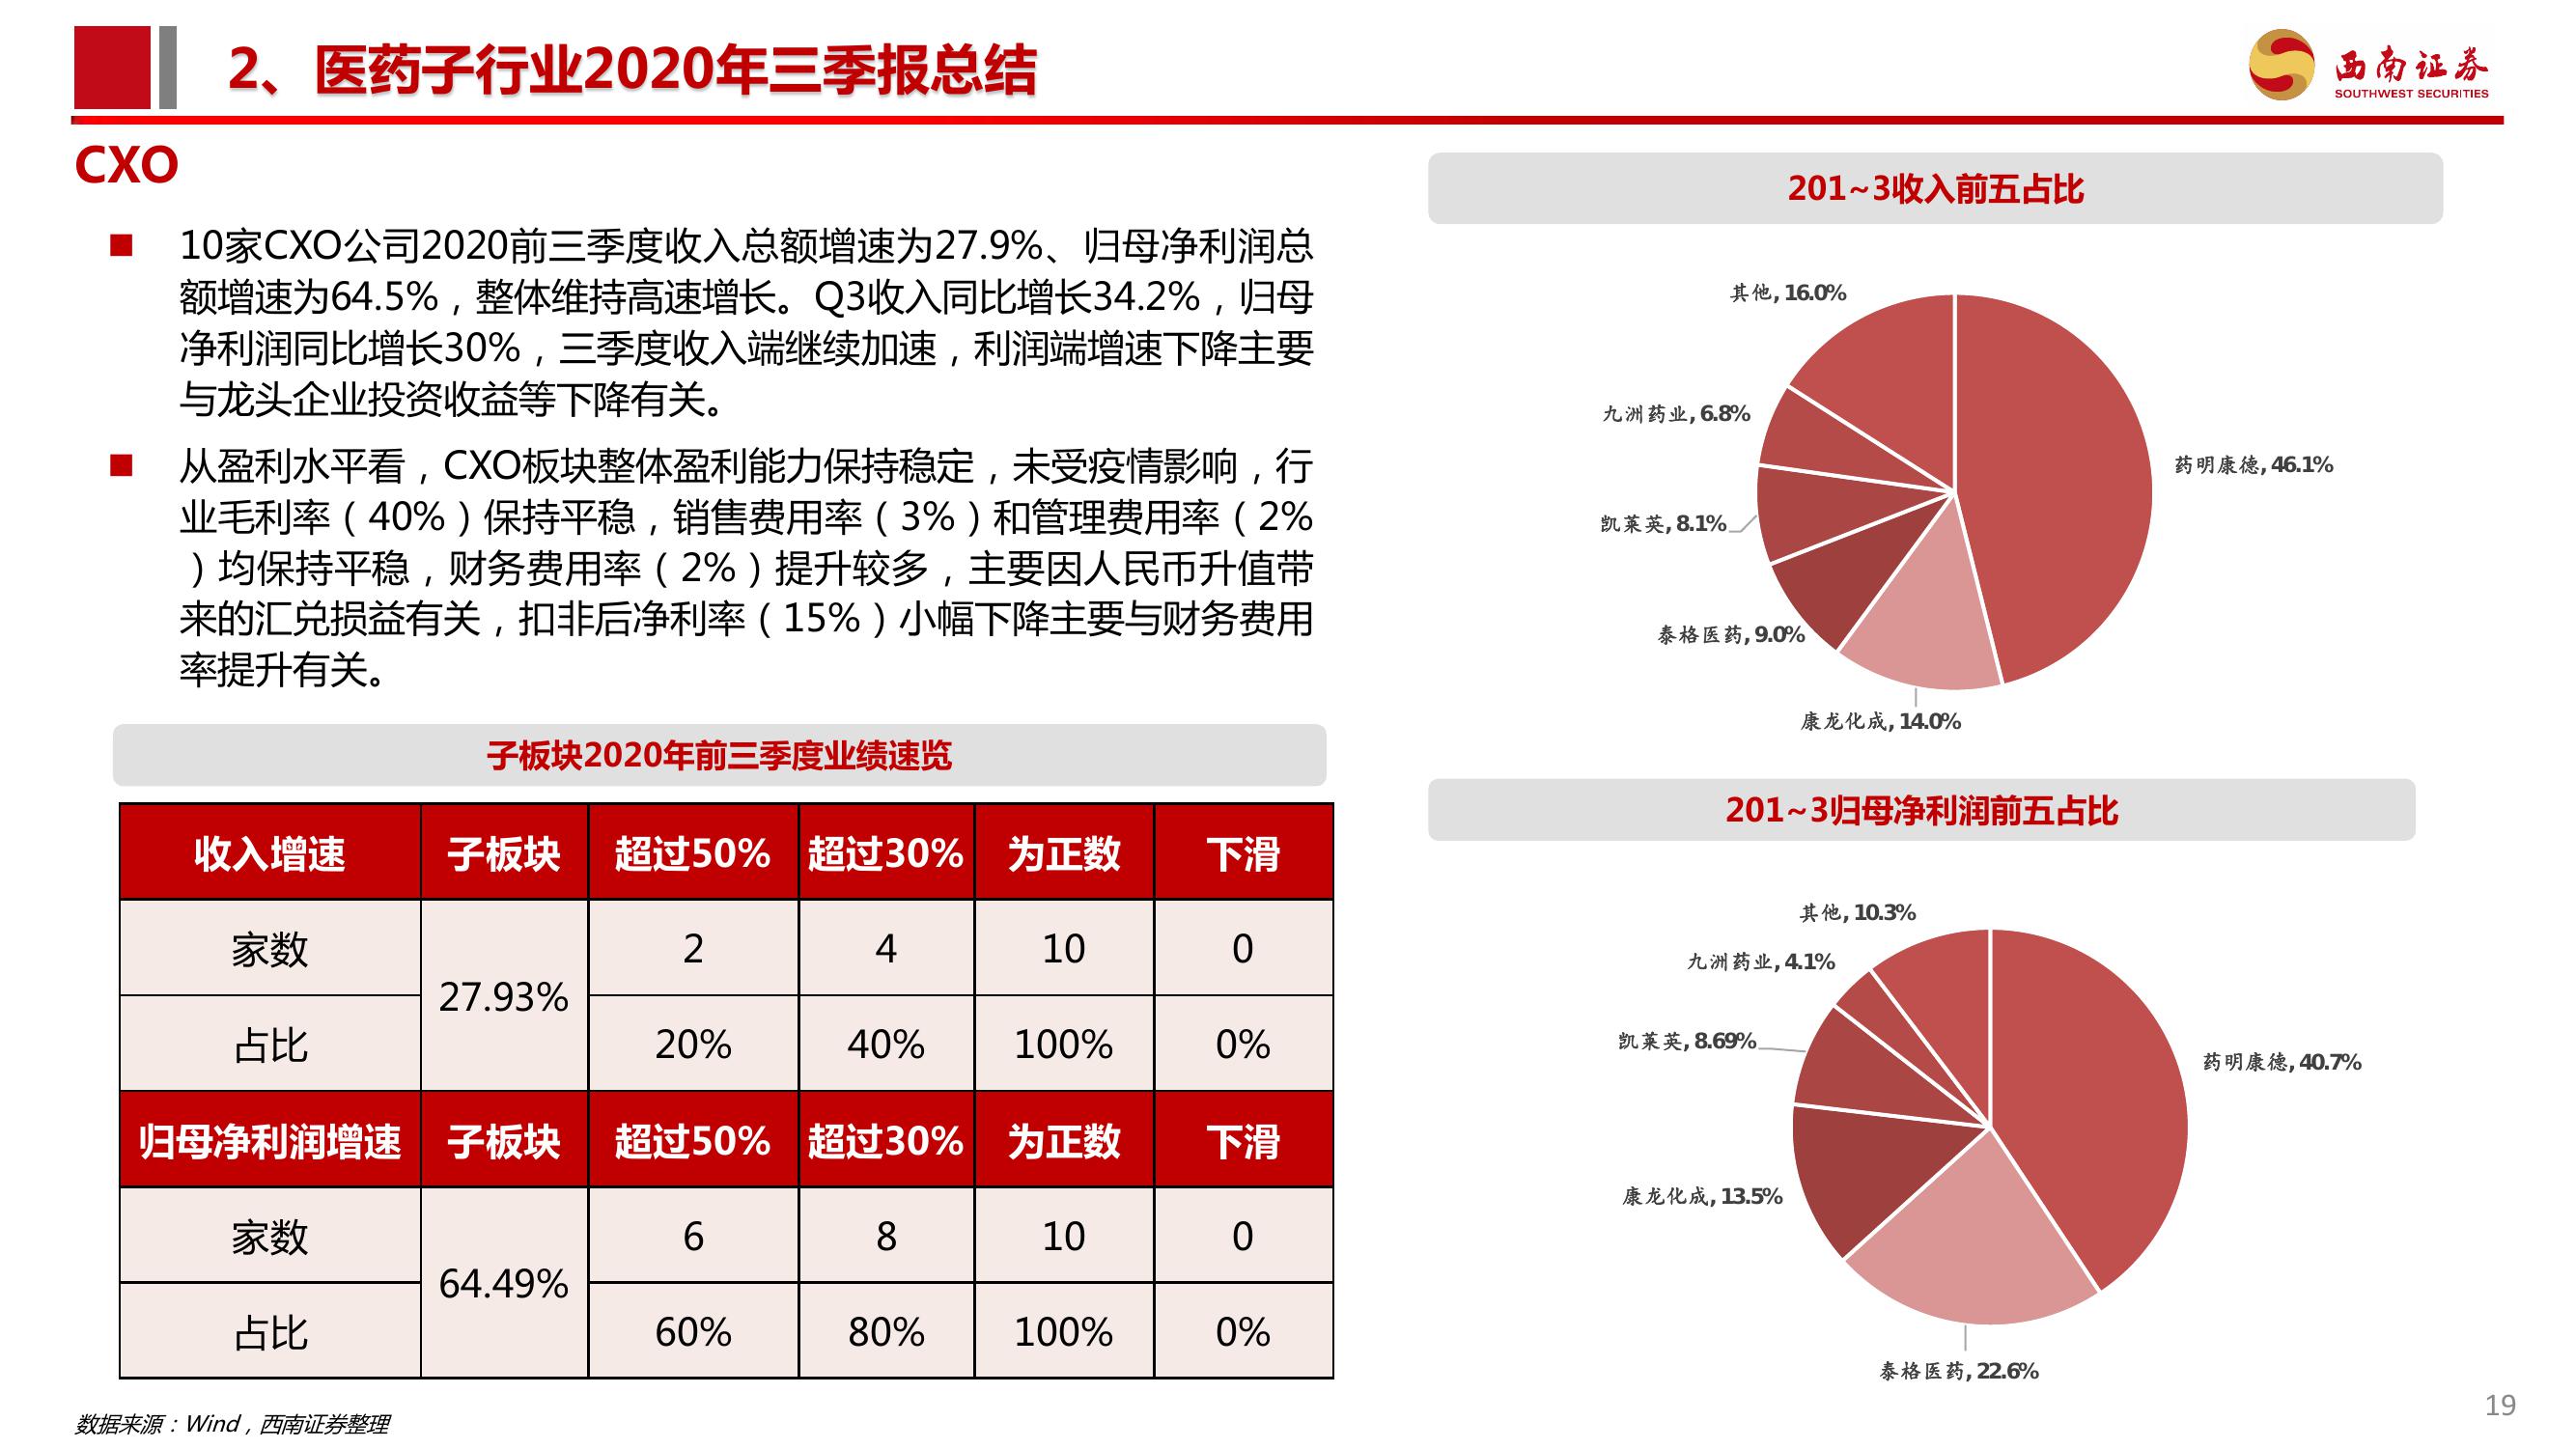 2、医药子行业2020年三季报总结
西南证券
SOUTHWEST SECURITIES
CXO
10家CXO公司2020前三季度收入总额增速为27.9%、归母净利润总
额增速为64.5%，整体维持高速增长。Q3收入同比增长34.2%，归母
净利润同比增长30%，三季度收入端继续加速，利润端增速下降主要
与龙头企业投资收益等下降有关。
从盈利水平看，CXO板块整体盈利能力保持稳定，未受疫情影响，行
业毛利率（40%）保持平稳，销售费用率（3%）和管理费用率（2%
）均保持平稳，财务费用率（2%）提升较多，主要因人民币升值带
来的汇兑损益有关，扣非后净利率（15%）小幅下降主要与财务费用
率提升有关。
子板块2020年前三季度业绩速览
收入增速 子板块 超过50% 超过30% 为正数 下滑
家数 27.93% 2 4 10 0
占比 20% 40% 100% 0%
归母净利润增速 子板块 超过50% 超过30% 为正数 下滑
家数 64.49% 6 8 10 0
占比 60% 80% 100% 0%
201~3收入前五占比
其他, 16.0%
九洲药业, 6.8%
药明康德, 46.1%
凯莱英, 8.1%
泰格医药, 9.0%
康龙化成, 14.0%
201~3归母净利润前五占比
其他, 10.3%
九洲药业, 4.1%
凯莱英, 8.69%
药明康德, 40.7%
康龙化成, 13.5%
泰格医药, 22.6%
数据来源：Wind，西南证券整理
19